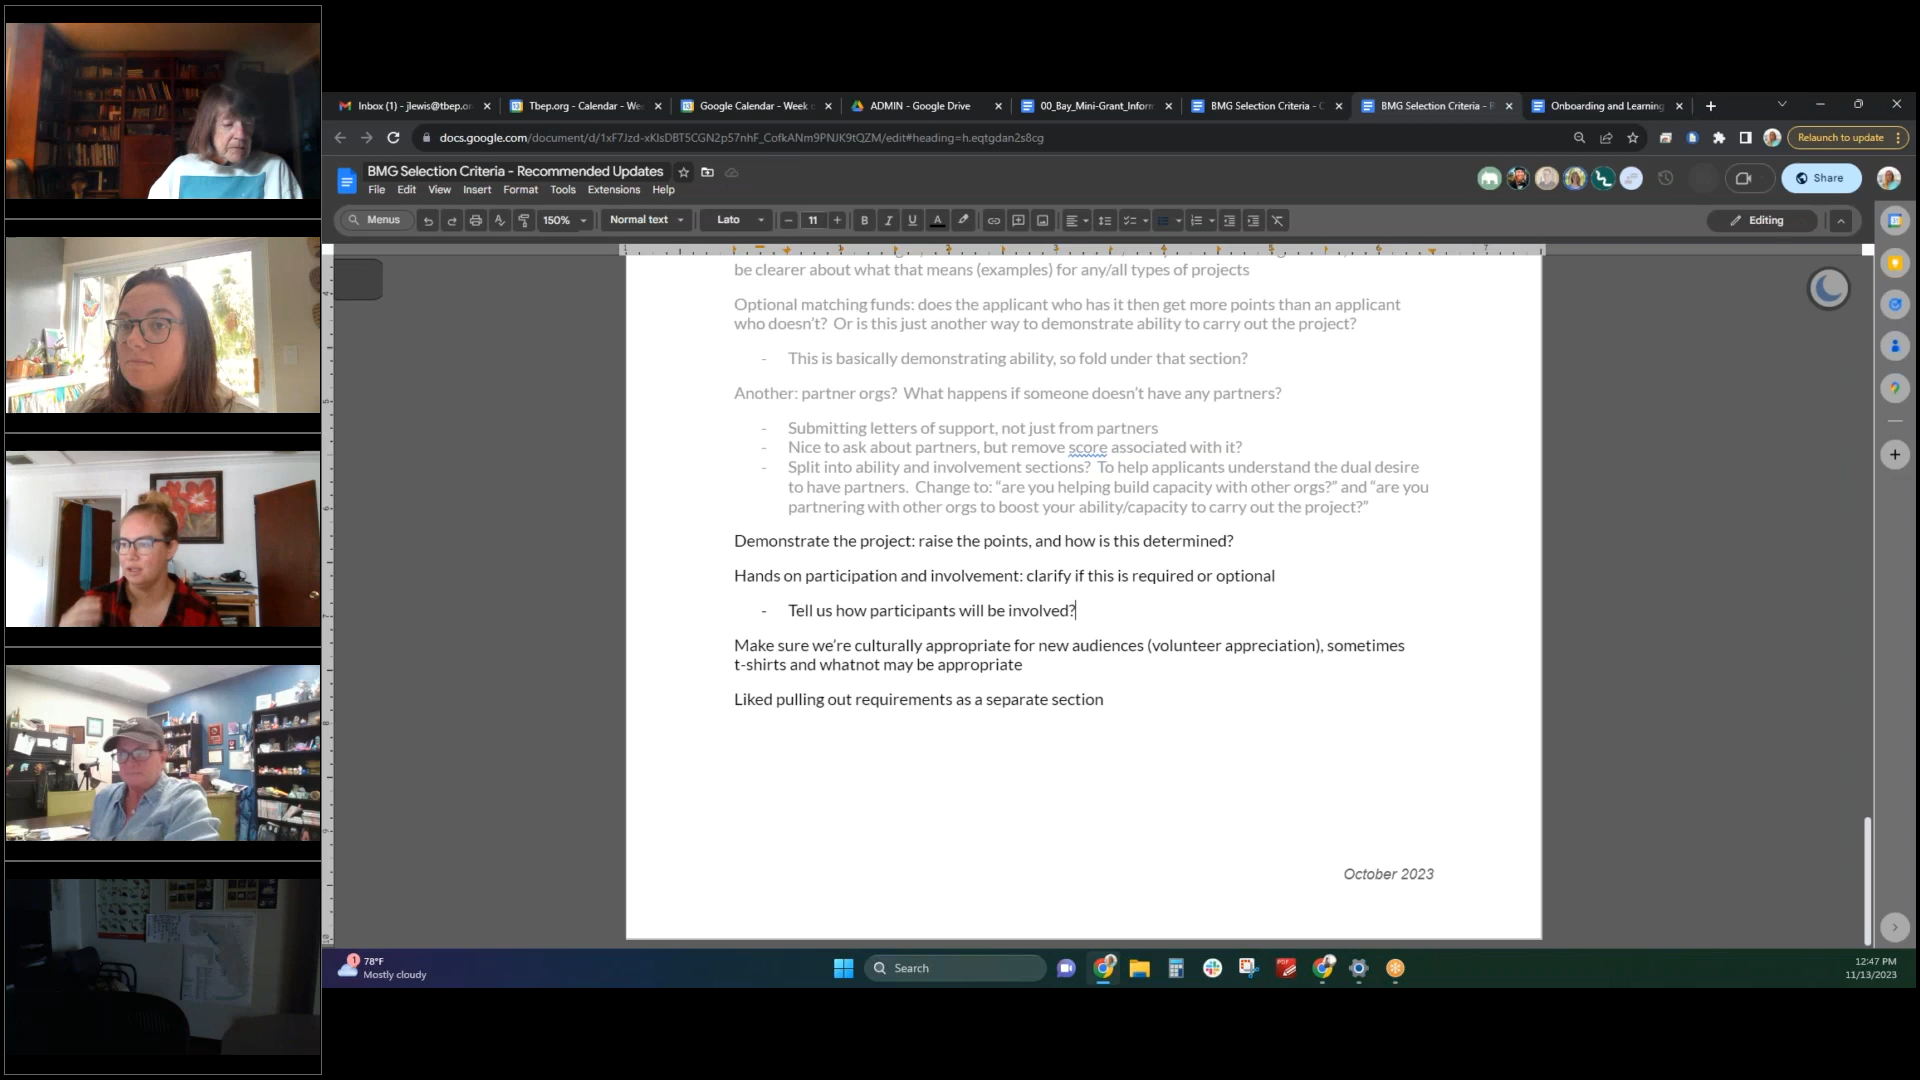 Inbox (1) - jlewis@tbep.or
Tbep.org - Calendar - We
Google Calendar - Week
ADMIN - Google Drive
00_Bay_Mini-Grant_Inform
BMG Selection Criteria - C
BMG Selection Criteria - R
Onboarding and Learning
docs.google.com/document/d/1xF7Jzd-xKlsDBT5CGN2p57nhF_CofkANm9PNJK9tQZM/edit#heading=h.eqtgdan2s8cg
Relaunch to update
BMG Selection Criteria - Recommended Updates
File Edit View Insert Format Tools Extensions Help
Share
Menus
150%
Normal text
Lato
11
Editing
be clearer about what that means (examples) for any/all types of projects
Optional matching funds: does the applicant who has it then get more points than an applicant
who doesn't? Or is this just another way to demonstrate ability to carry out the project?
- This is basically demonstrating ability, so fold under that section?
Another: partner orgs? What happens if someone doesn't have any partners?
- Submitting letters of support, not just from partners
- Nice to ask about partners, but remove score associated with it?
- Split into ability and involvement sections? To help applicants understand the dual desire
to have partners. Change to: “are you helping build capacity with other orgs?” and “are you
partnering with other orgs to boost your ability/capacity to carry out the project?”
Demonstrate the project: raise the points, and how is this determined?
Hands on participation and involvement: clarify if this is required or optional
- Tell us how participants will be involved?
Make sure we're culturally appropriate for new audiences (volunteer appreciation), sometimes
t-shirts and whatnot may be appropriate
Liked pulling out requirements as a separate section
October 2023
1
78°F
Mostly cloudy
Search
12:47 PM
11/13/2023